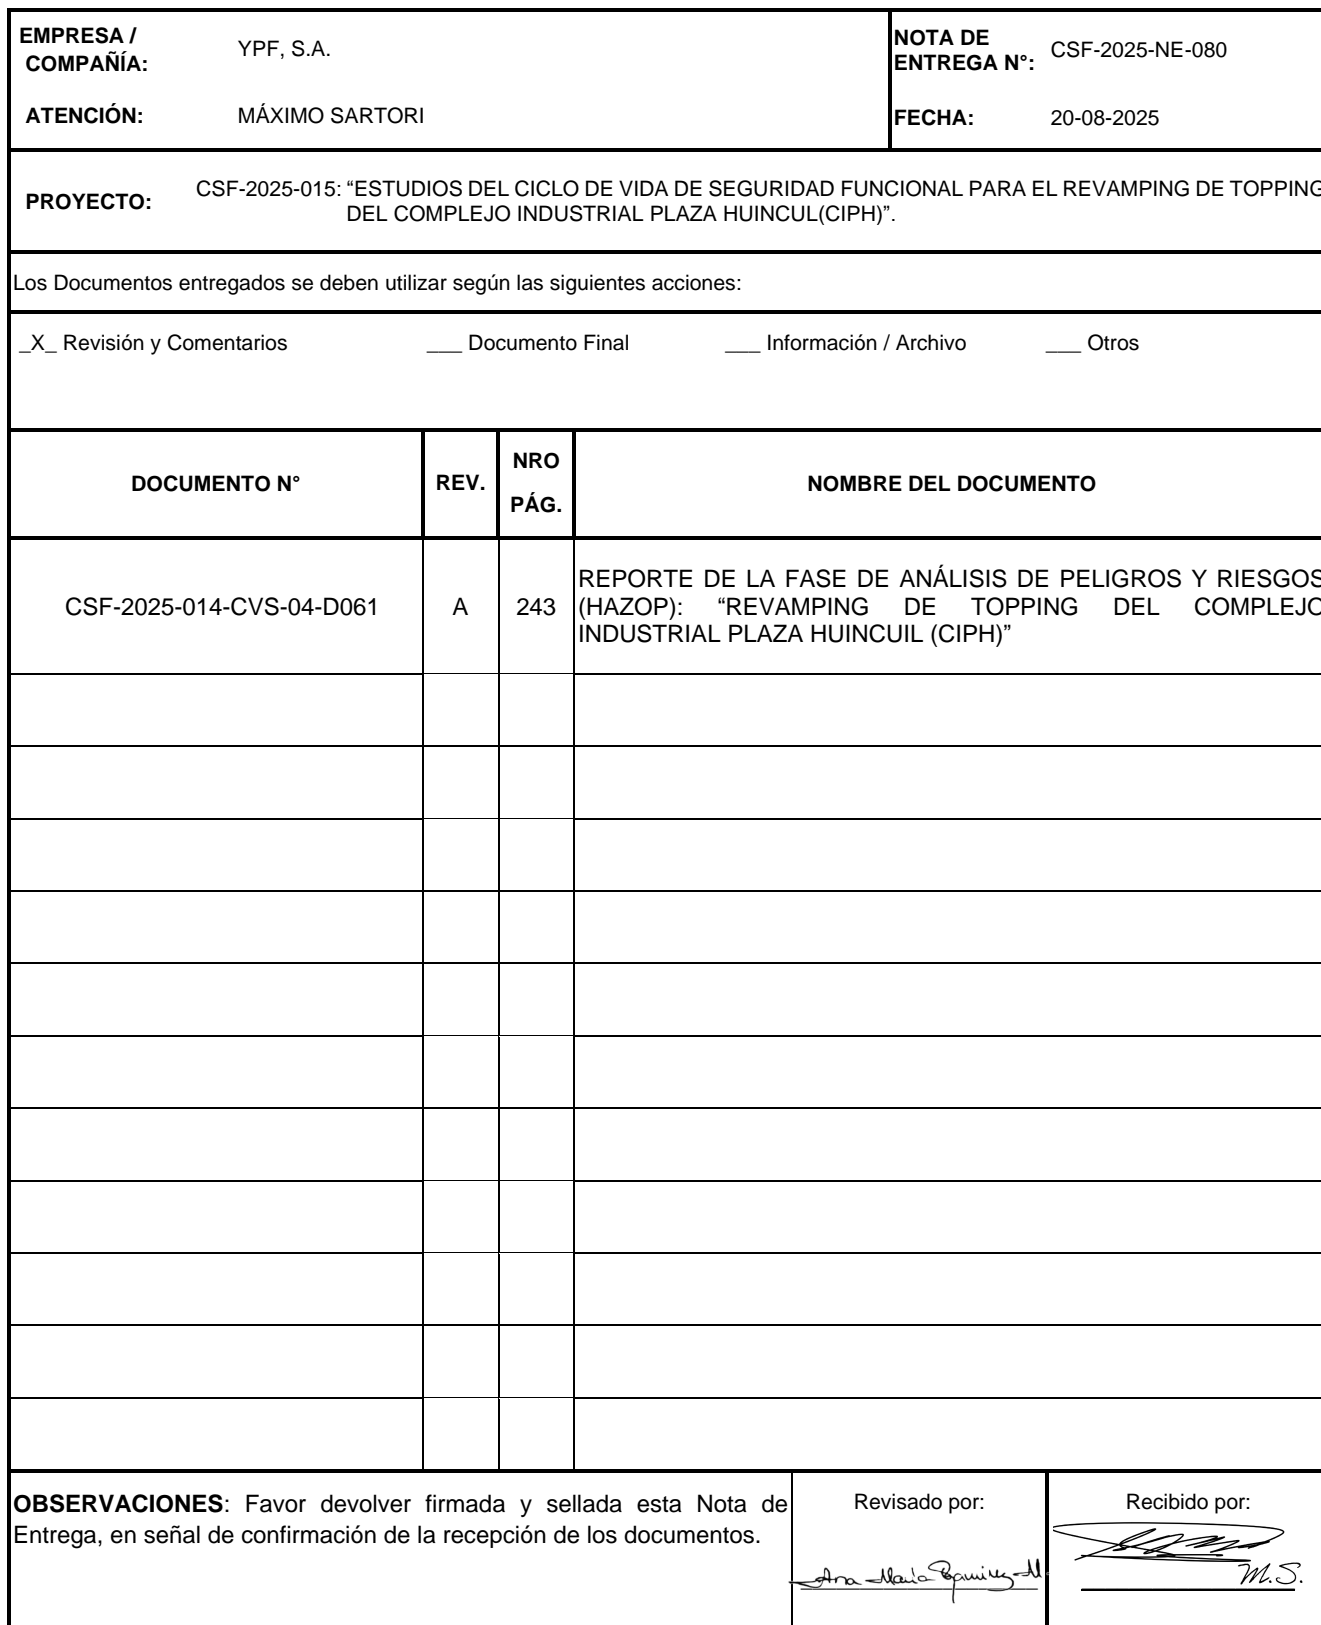 EMPRESA /
COMPAÑÍA:
YPF, S.A.
NOTA DE
ENTREGA N°:
CSF-2025-NE-080
ATENCIÓN:
MÁXIMO SARTORI
FECHA:
20-08-2025
PROYECTO:
CSF-2025-015: “ESTUDIOS DEL CICLO DE VIDA DE SEGURIDAD FUNCIONAL PARA EL REVAMPING DE TOPPING
DEL COMPLEJO INDUSTRIAL PLAZA HUINCUL(CIPH)”.
Los Documentos entregados se deben utilizar según las siguientes acciones:
_X_ Revisión y Comentarios ___ Documento Final ___ Información / Archivo ___ Otros
DOCUMENTO N°
REV.
NRO
PÁG.
NOMBRE DEL DOCUMENTO
CSF-2025-014-CVS-04-D061
A
243
REPORTE DE LA FASE DE ANÁLISIS DE PELIGROS Y RIESGOS
(HAZOP): “REVAMPING DE TOPPING DEL COMPLEJO
INDUSTRIAL PLAZA HUINCUIL (CIPH)”
OBSERVACIONES: Favor devolver firmada y sellada esta Nota de
Entrega, en señal de confirmación de la recepción de los documentos.
Revisado por:
Ana María Ramírez M.
Recibido por:
M.S.